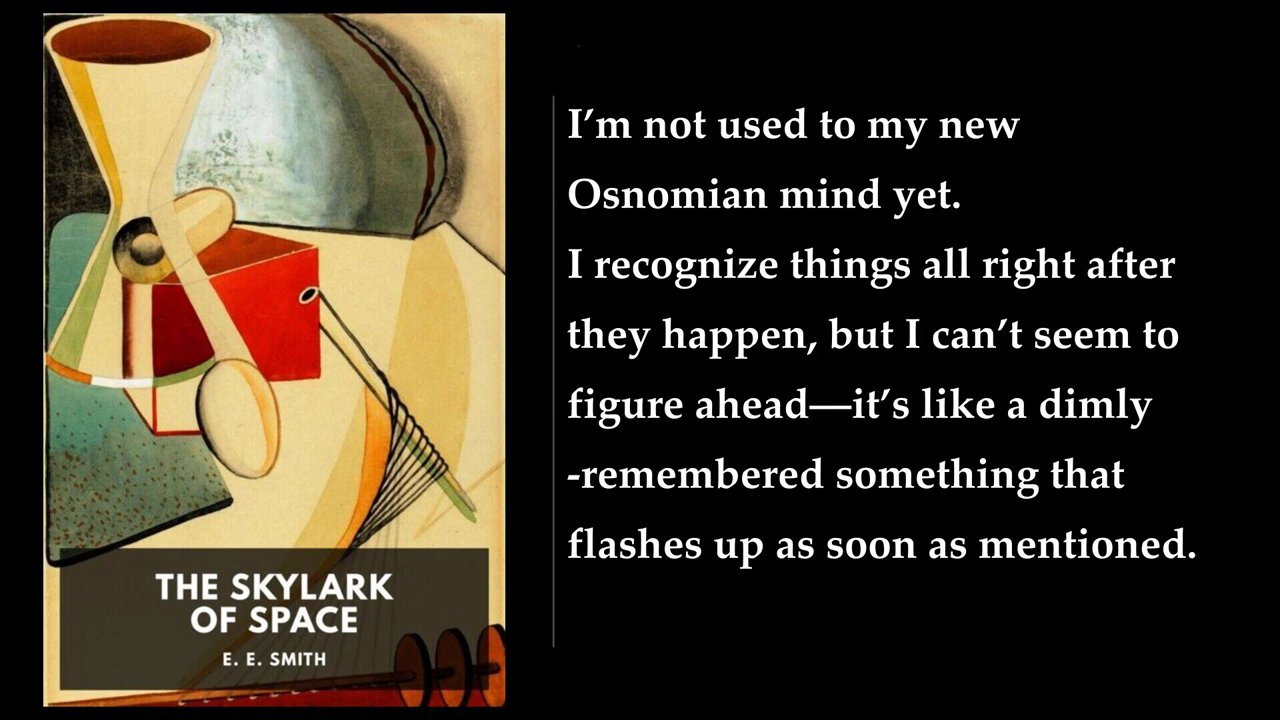 THE SKYLARK
OF SPACE
E. E. SMITH
I’m not used to my new
Osnomian mind yet.
I recognize things all right after
they happen, but I can’t seem to
figure ahead—it’s like a dimly
-remembered something that
flashes up as soon as mentioned.